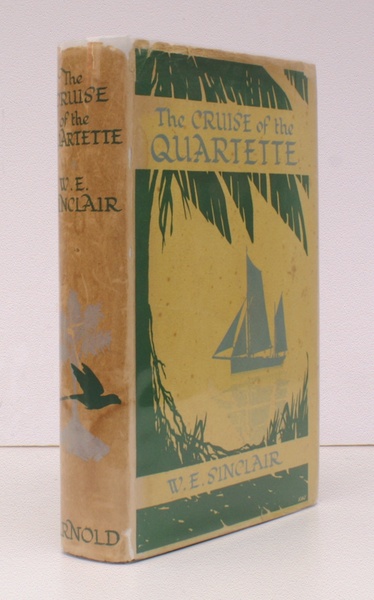 The
CRUISE
of the
QUARTETTE
W. E.
SINCLAIR
ARNOLD
The CRUISE of the
QUARTETTE
W. E. SINCLAIR